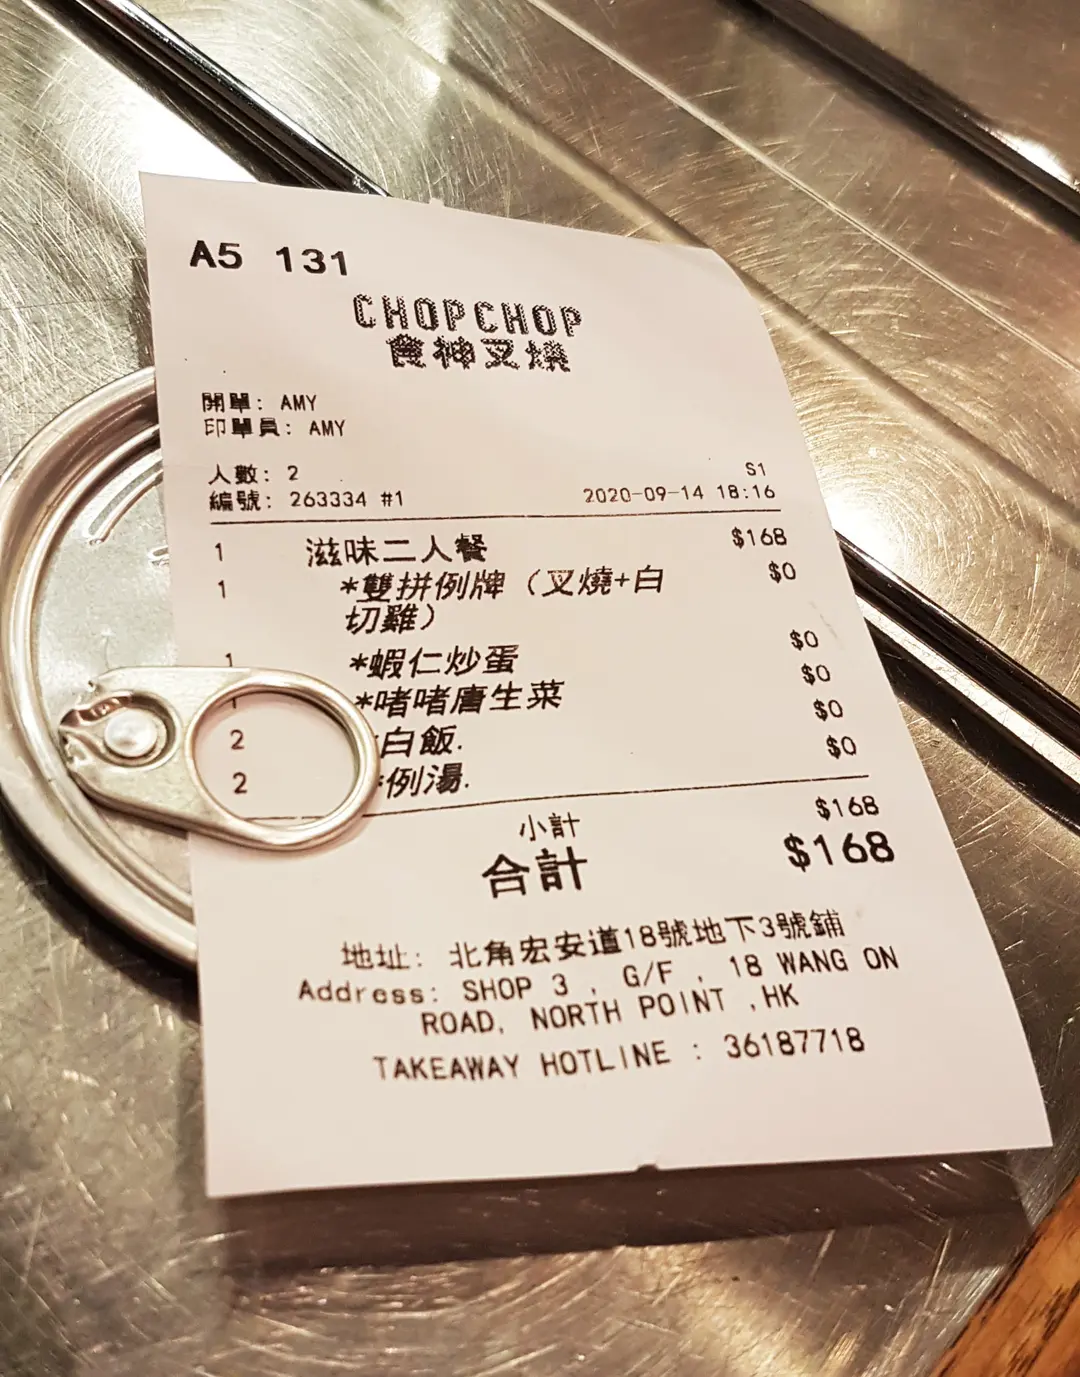 A5 131
CHOPCHOP
食神叉燒
開單: AMY
印單員: AMY
人數: 2
S1
編號: 263334 #1 2020-09-14 18:16
1 滋味二人餐 $168
1 *雙拼例牌（叉燒+白 $0
切雞）
1 *蝦仁炒蛋 $0
1 *啫啫唐生菜 $0
2 *白飯. $0
2 *例湯. $0
小計 $168
合計 $168
地址: 北角宏安道18號地下3號鋪
Address: SHOP 3 , G/F , 18 WANG ON
ROAD, NORTH POINT ,HK
TAKEAWAY HOTLINE : 36187718